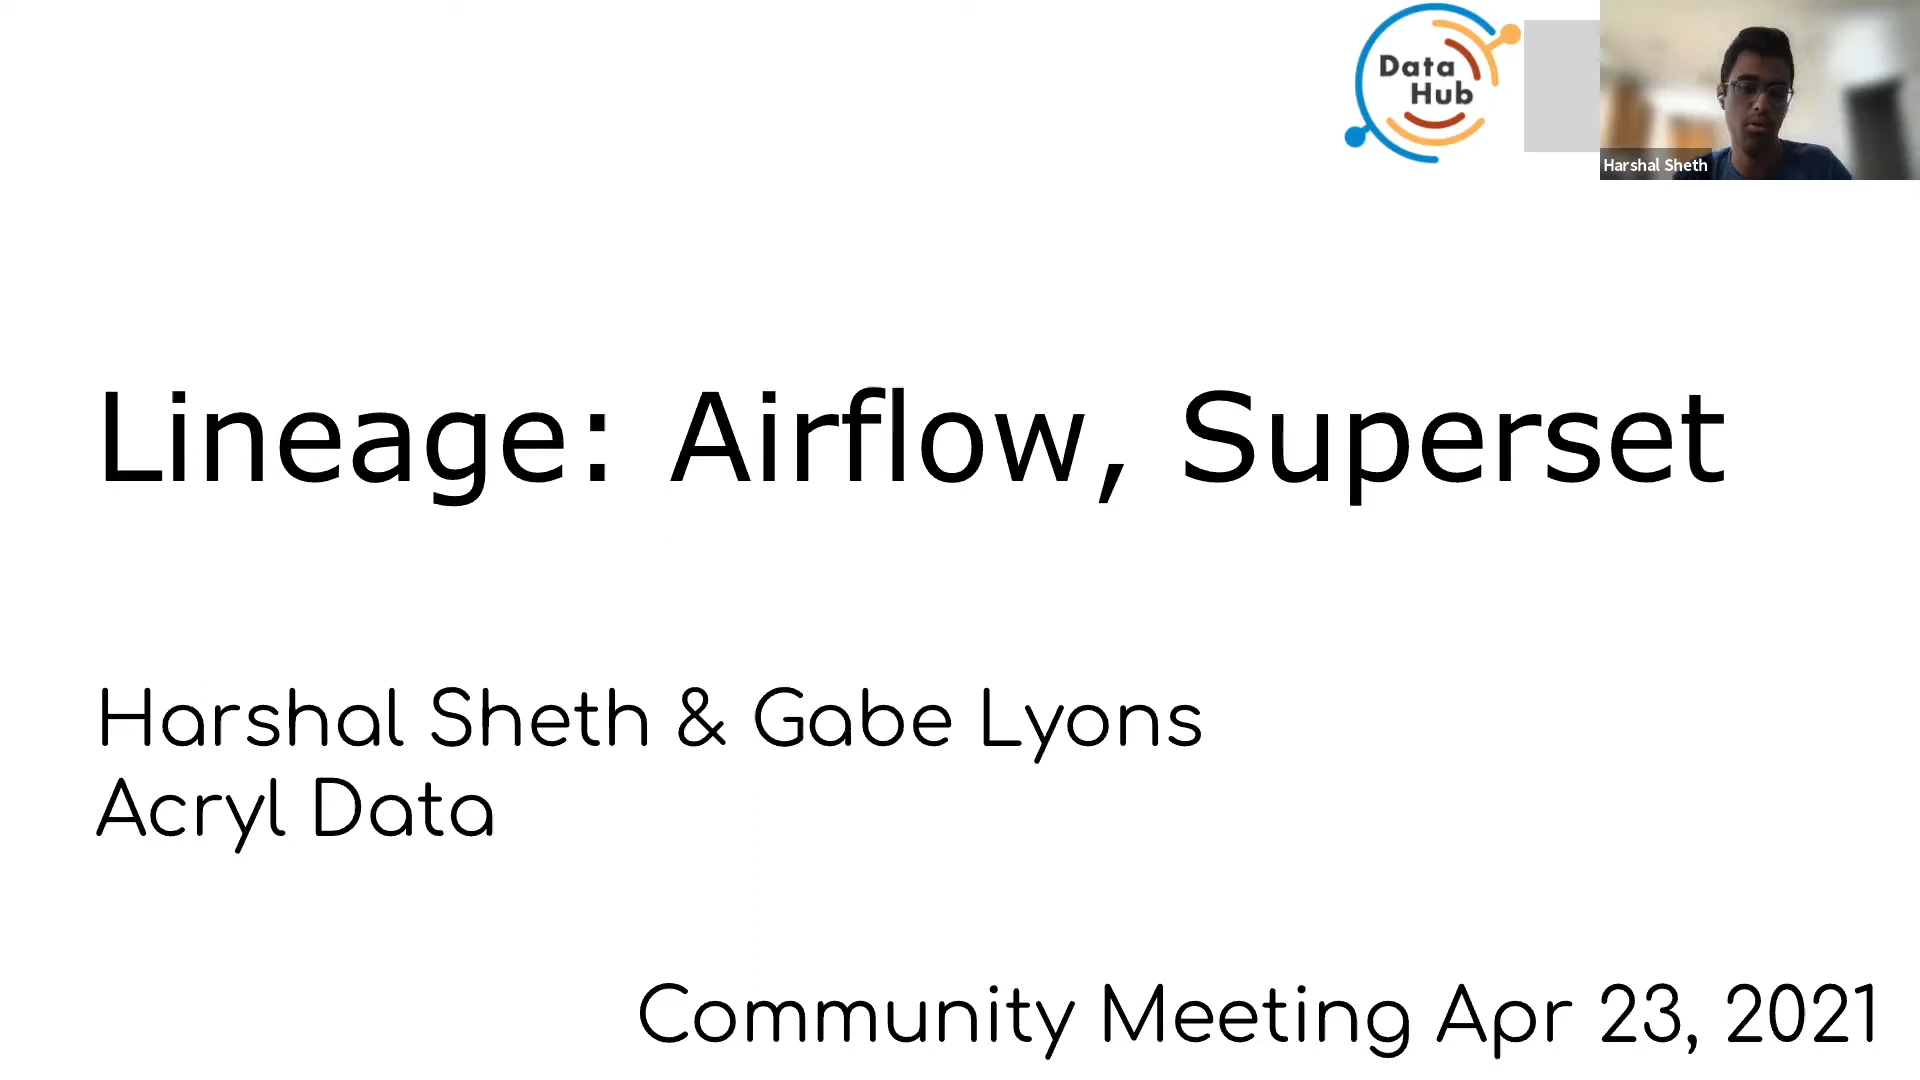 Data
Hub
Harshal Sheth
Lineage: Airflow, Superset
Harshal Sheth & Gabe Lyons
Acryl Data
Community Meeting Apr 23, 2021